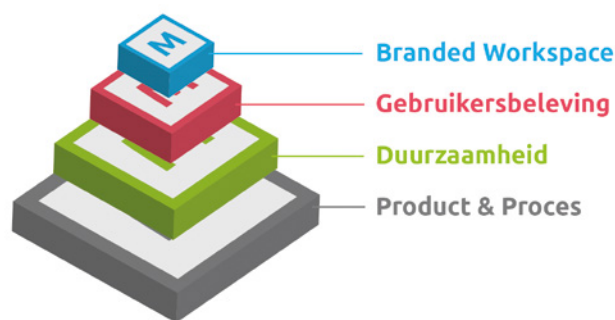 M
Branded Workspace
Gebruikersbeleving
Duurzaamheid
Product & Proces